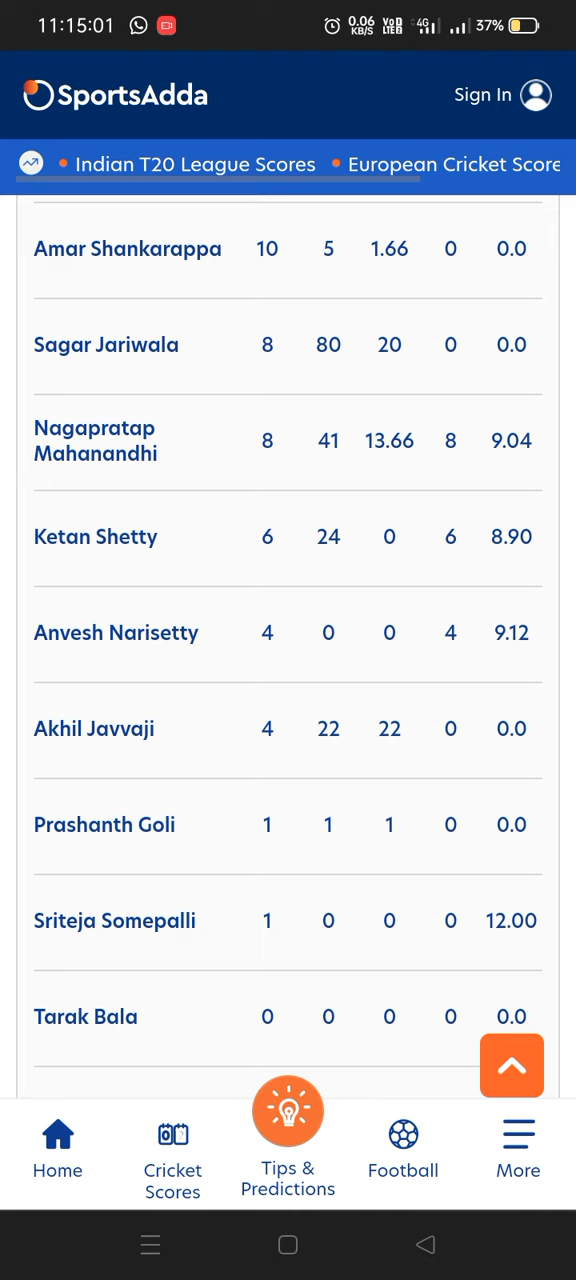 11:15:01 0.06 KB/S VoD LTE2 4G 37%
SportsAdda Sign In
Indian T20 League Scores European Cricket Score
Amar Shankarappa 10 5 1.66 0 0.0
Sagar Jariwala 8 80 20 0 0.0
Nagapratap
Mahanandhi 8 41 13.66 8 9.04
Ketan Shetty 6 24 0 6 8.90
Anvesh Narisetty 4 0 0 4 9.12
Akhil Javvaji 4 22 22 0 0.0
Prashanth Goli 1 1 1 0 0.0
Sriteja Somepalli 1 0 0 0 12.00
Tarak Bala 0 0 0 0 0.0
Home Cricket Scores Tips & Predictions Football More